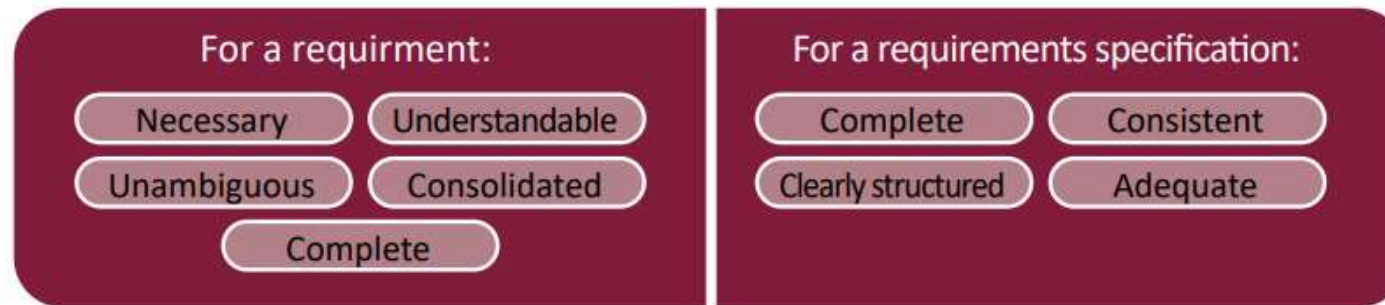 For a requirment:
Necessary
Understandable
Unambiguous
Consolidated
Complete
For a requirements specification:
Complete
Consistent
Clearly structured
Adequate